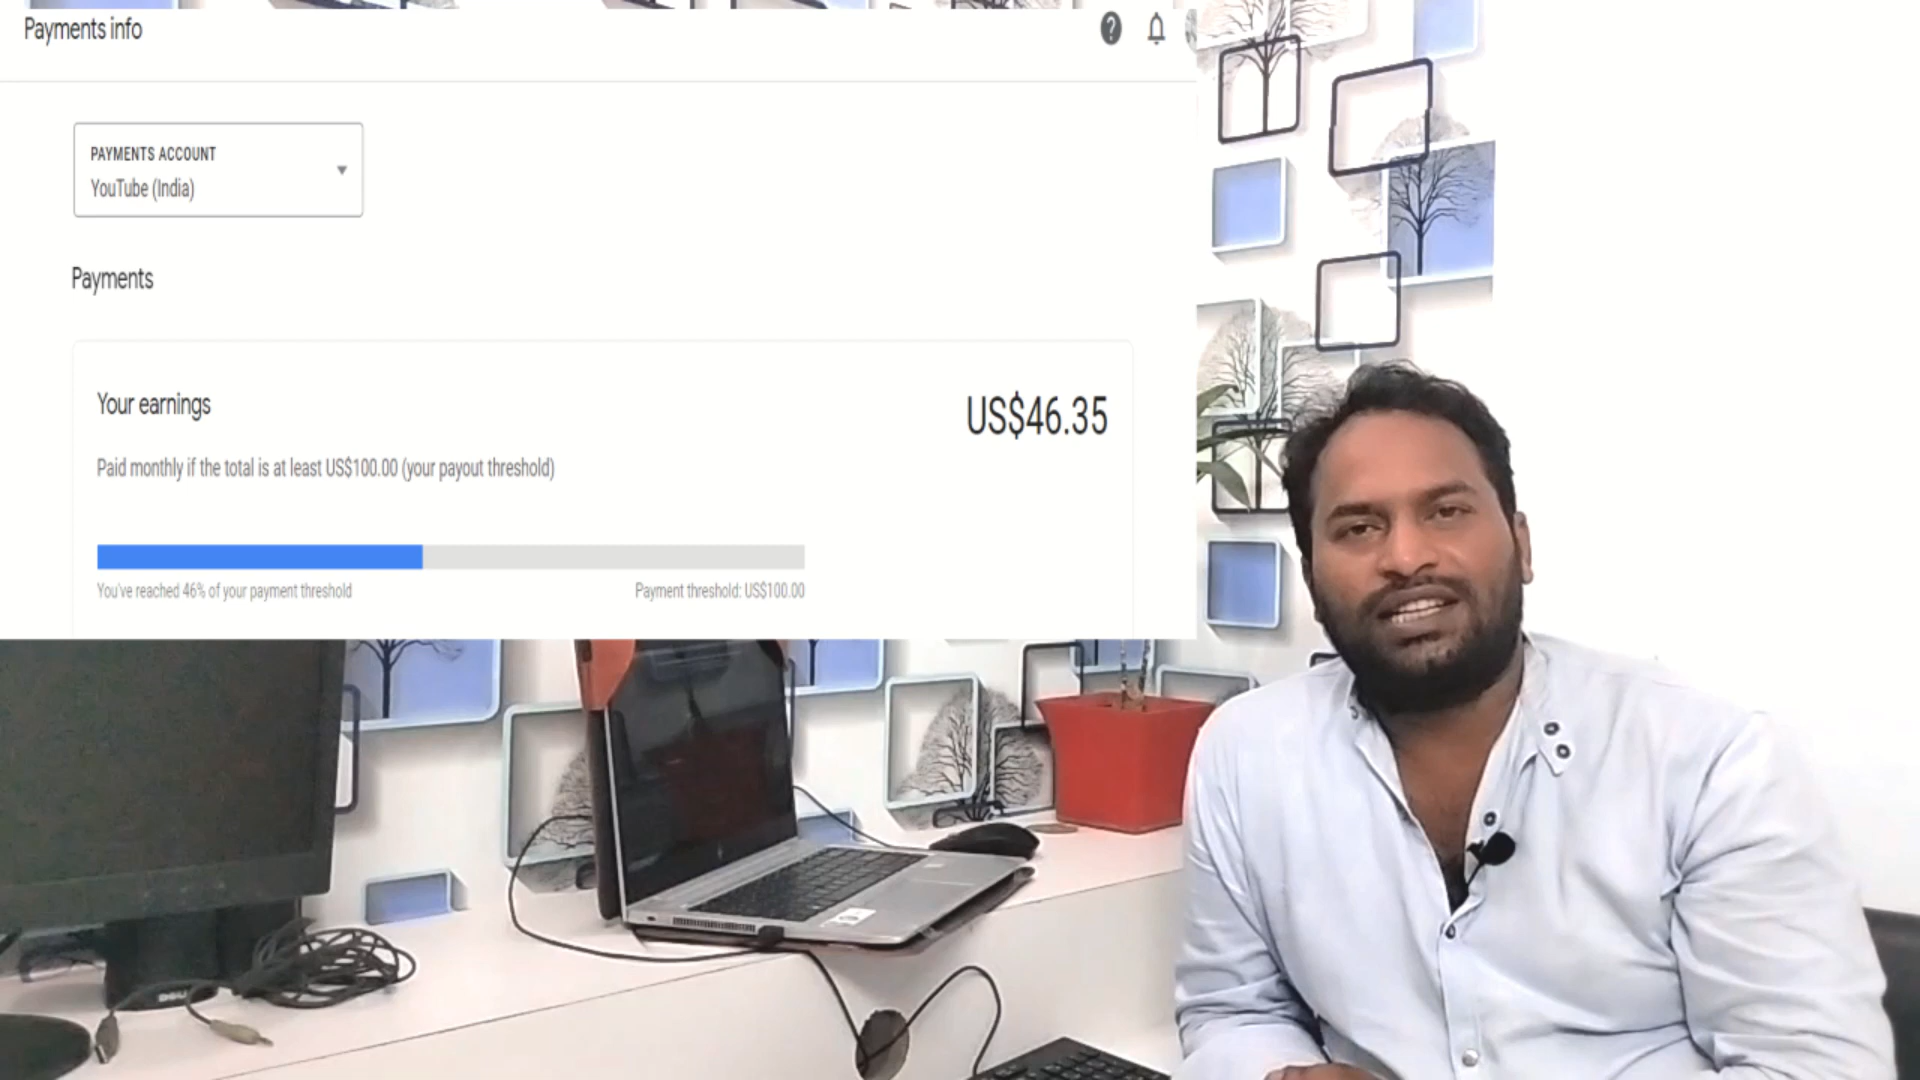 Payments info
PAYMENTS ACCOUNT
YouTube (India)
Payments
Your earnings
US$46.35
Paid monthly if the total is at least US$100.00 (your payout threshold)
You've reached 46% of your payment threshold
Payment threshold: US$100.00